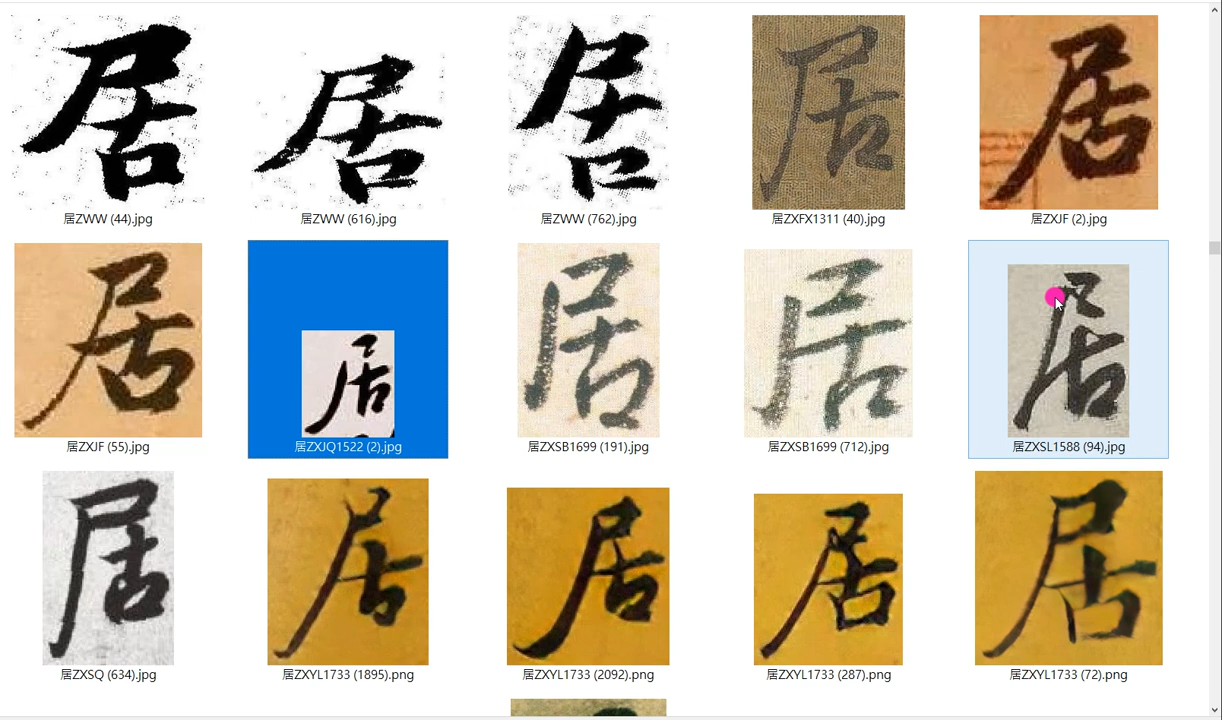 居 居 居 居 居
居ZWW (44).jpg 居ZWW (616).jpg 居ZWW (762).jpg 居ZXFX1311 (40).jpg 居ZXJF (2).jpg
居 居 居 居 居
居ZXJF (55).jpg 居ZXJQ1522 (2).jpg 居ZXSB1699 (191).jpg 居ZXSB1699 (712).jpg 居ZXSL1588 (94).jpg
居 居 居 居 居
居ZXSQ (634).jpg 居ZXYL1733 (1895).png 居ZXYL1733 (2092).png 居ZXYL1733 (287).png 居ZXYL1733 (72).png